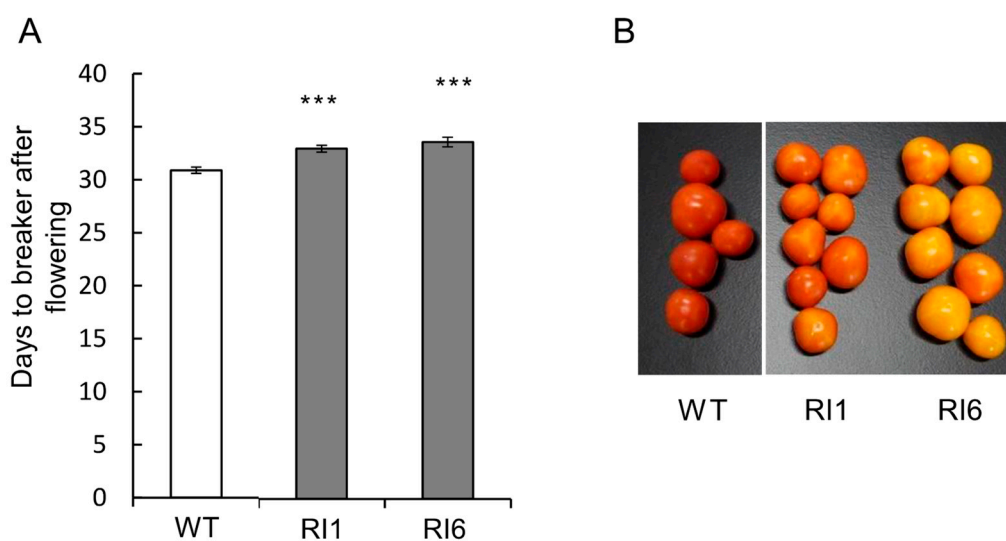 A
B
Days to breaker after
flowering
40
35
30
25
20
15
10
5
0
***
***
WT
RI1
RI6
WT
RI1
RI6